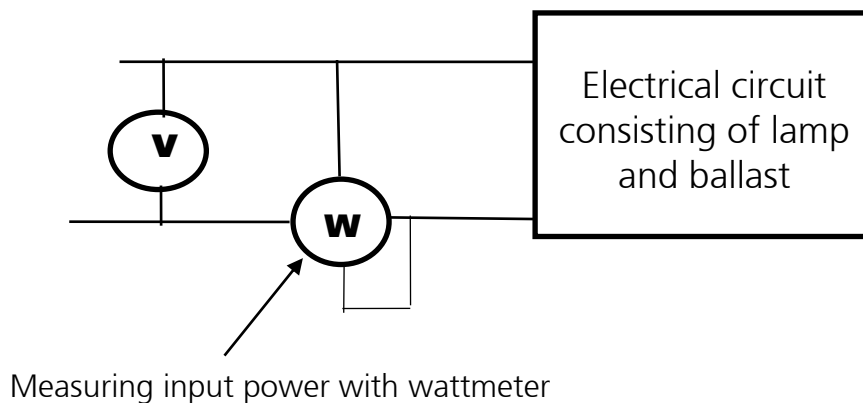 Electrical circuit
consisting of lamp
and ballast
V
W
Measuring input power with wattmeter